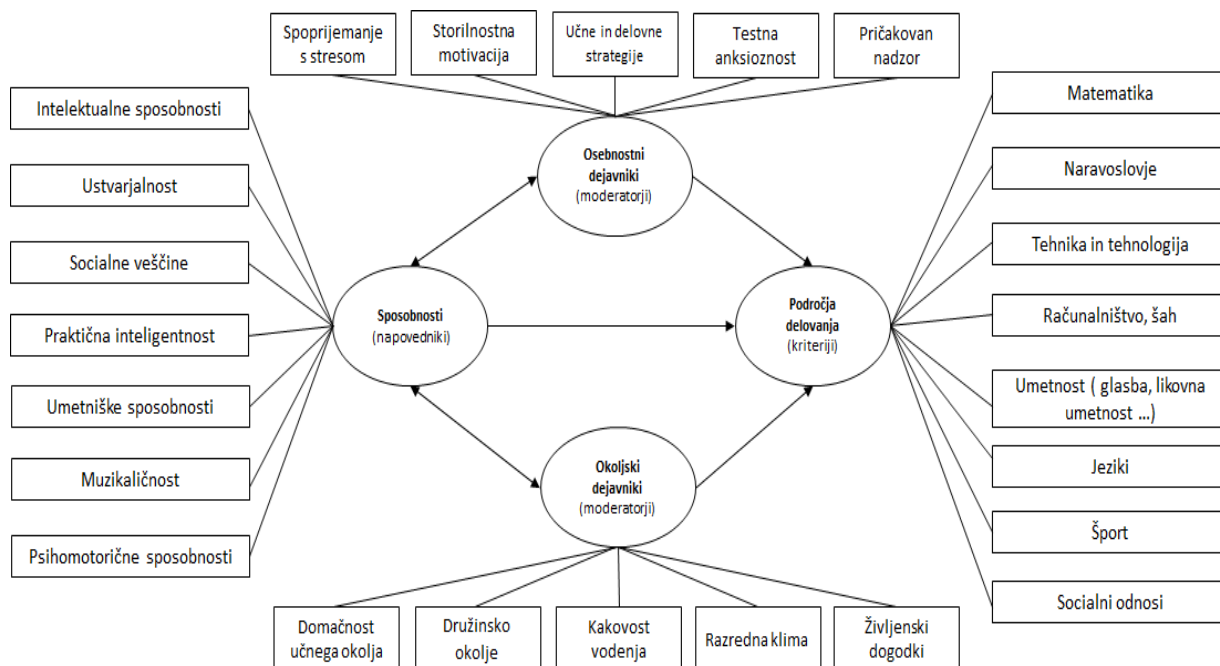 Spoprijemanje
s stresom
Storilnostna
motivacija
Učne in delovne
strategije
Testna
anksioznost
Pričakovan
nadzor
Intelektualne sposobnosti
Ustvarjalnost
Socialne veščine
Praktična inteligentnost
Umetniške sposobnosti
Muzikaličnost
Psihomotorične sposobnosti
Osebnostni
dejavniki
(moderatorji)
Sposobnosti
(napovedniki)
Področja
delovanja
(kriteriji)
Okoljski
dejavniki
(moderatorji)
Matematika
Naravoslovje
Tehnika in tehnologija
Računalništvo, šah
Umetnost ( glasba, likovna
umetnost ...)
Jeziki
Šport
Socialni odnosi
Domačnost
učnega okolja
Družinsko
okolje
Kakovost
vodenja
Razredna klima
Življenski
dogodki